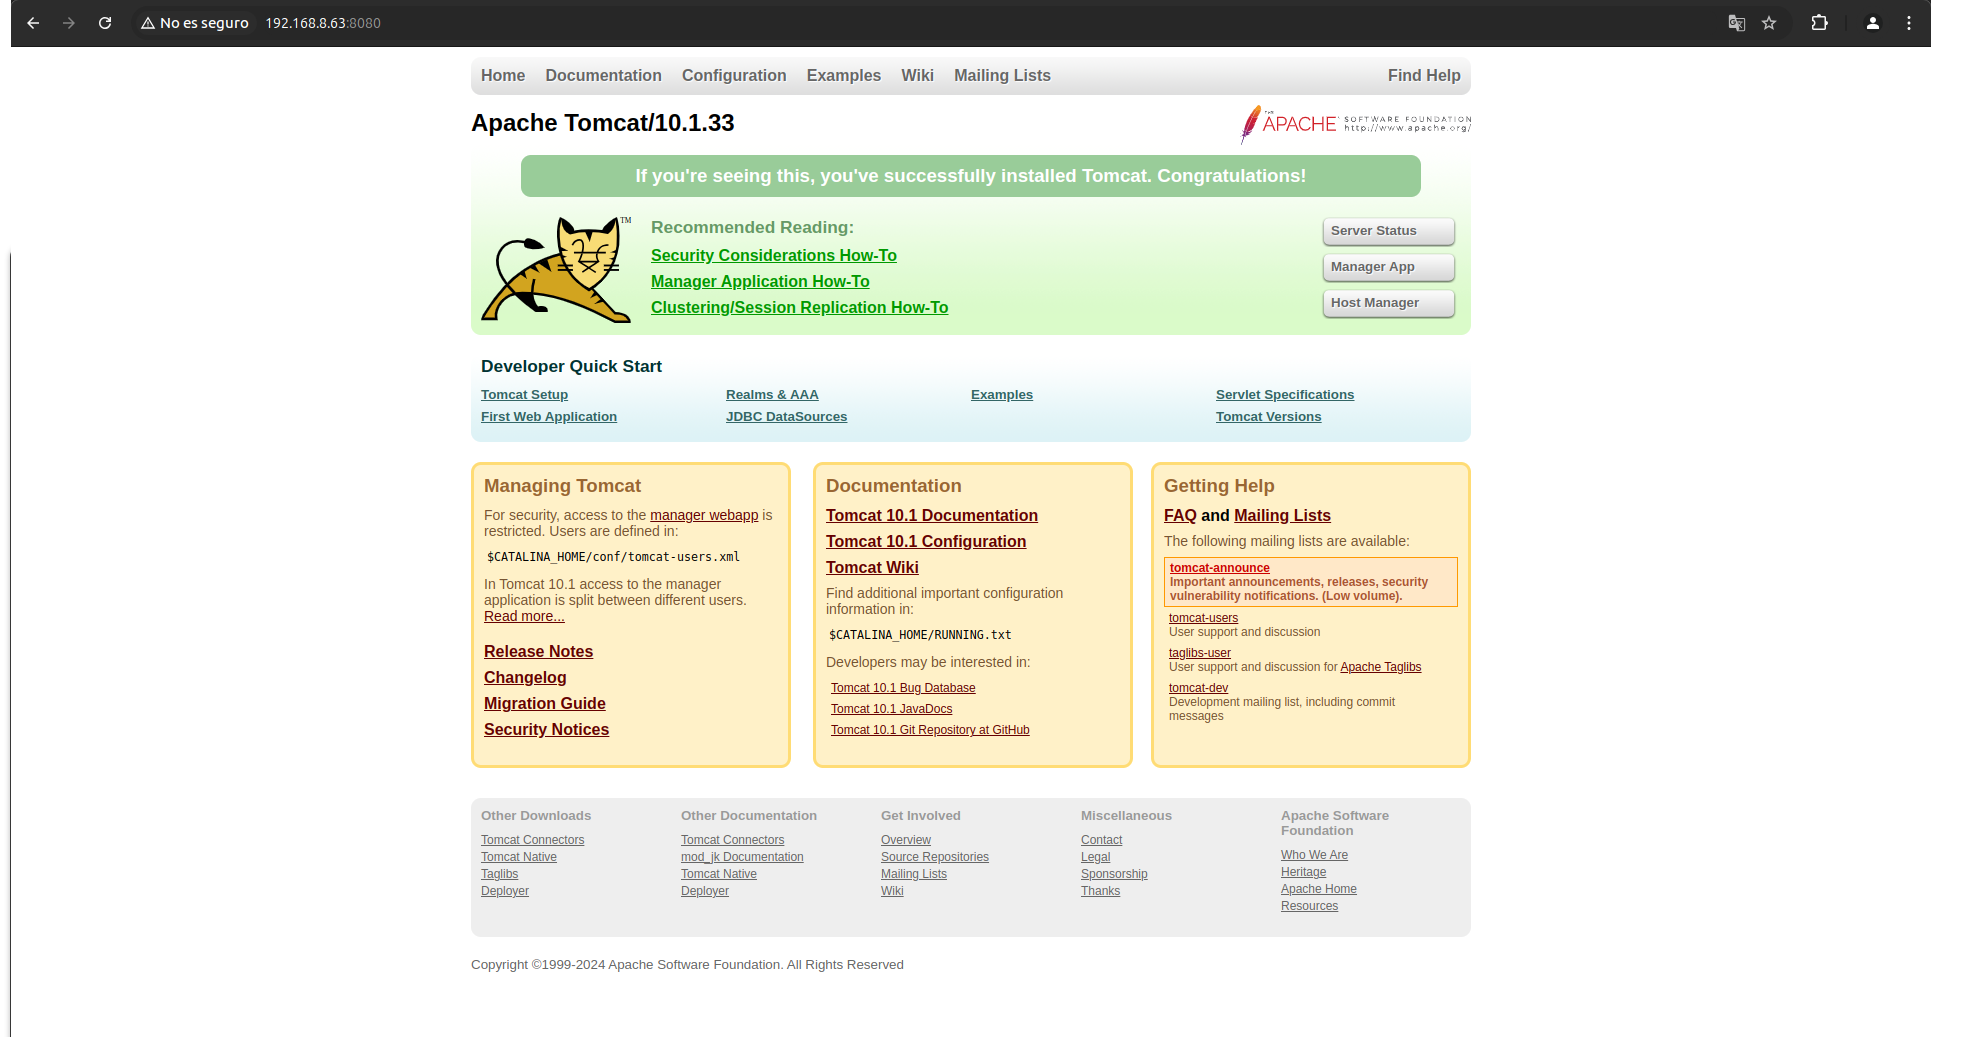 No es seguro 192.168.8.63:8080
Home Documentation Configuration Examples Wiki Mailing Lists Find Help
Apache Tomcat/10.1.33
THE APACHE SOFTWARE FOUNDATION
http://www.apache.org/
If you're seeing this, you've successfully installed Tomcat. Congratulations!
TM
Recommended Reading:
Security Considerations How-To
Manager Application How-To
Clustering/Session Replication How-To
Server Status
Manager App
Host Manager
Developer Quick Start
Tomcat Setup
First Web Application
Realms & AAA
JDBC DataSources
Examples
Servlet Specifications
Tomcat Versions
Managing Tomcat
For security, access to the manager webapp is
restricted. Users are defined in:
$CATALINA_HOME/conf/tomcat-users.xml
In Tomcat 10.1 access to the manager
application is split between different users.
Read more...
Release Notes
Changelog
Migration Guide
Security Notices
Documentation
Tomcat 10.1 Documentation
Tomcat 10.1 Configuration
Tomcat Wiki
Find additional important configuration
information in:
$CATALINA_HOME/RUNNING.txt
Developers may be interested in:
Tomcat 10.1 Bug Database
Tomcat 10.1 JavaDocs
Tomcat 10.1 Git Repository at GitHub
Getting Help
FAQ and Mailing Lists
The following mailing lists are available:
tomcat-announce
Important announcements, releases, security
vulnerability notifications. (Low volume).
tomcat-users
User support and discussion
taglibs-user
User support and discussion for Apache Taglibs
tomcat-dev
Development mailing list, including commit
messages
Other Downloads
Tomcat Connectors
Tomcat Native
Taglibs
Deployer
Other Documentation
Tomcat Connectors
mod_jk Documentation
Tomcat Native
Deployer
Get Involved
Overview
Source Repositories
Mailing Lists
Wiki
Miscellaneous
Contact
Legal
Sponsorship
Thanks
Apache Software
Foundation
Who We Are
Heritage
Apache Home
Resources
Copyright ©1999-2024 Apache Software Foundation. All Rights Reserved